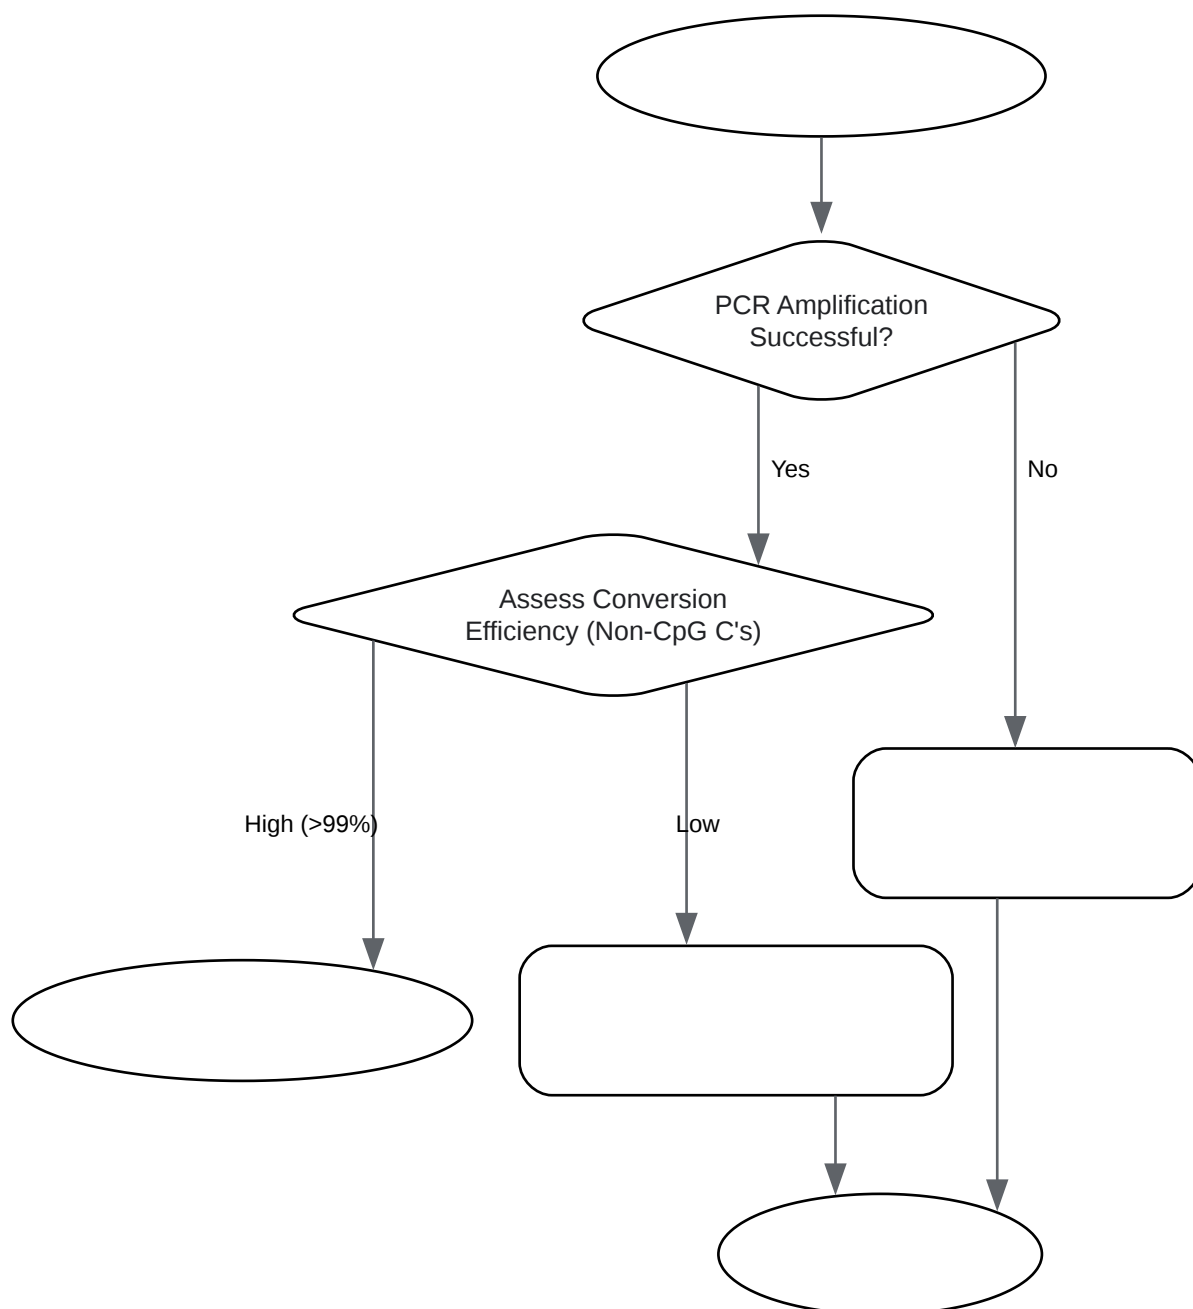 PCR Amplification
Successful?
Yes
No
Assess Conversion
Efficiency (Non-CpG C's)
High (>99%)
Low